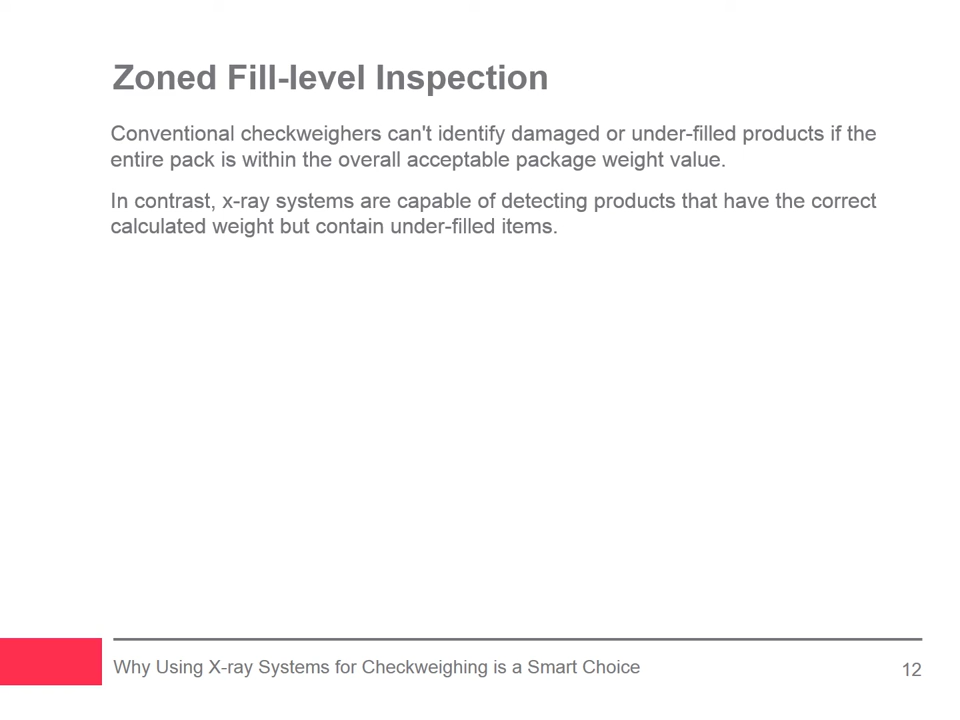 Zoned Fill-level Inspection
Conventional checkweighers can't identify damaged or under-filled products if the
entire pack is within the overall acceptable package weight value.
In contrast, x-ray systems are capable of detecting products that have the correct
calculated weight but contain under-filled items.
Why Using X-ray Systems for Checkweighing is a Smart Choice
12